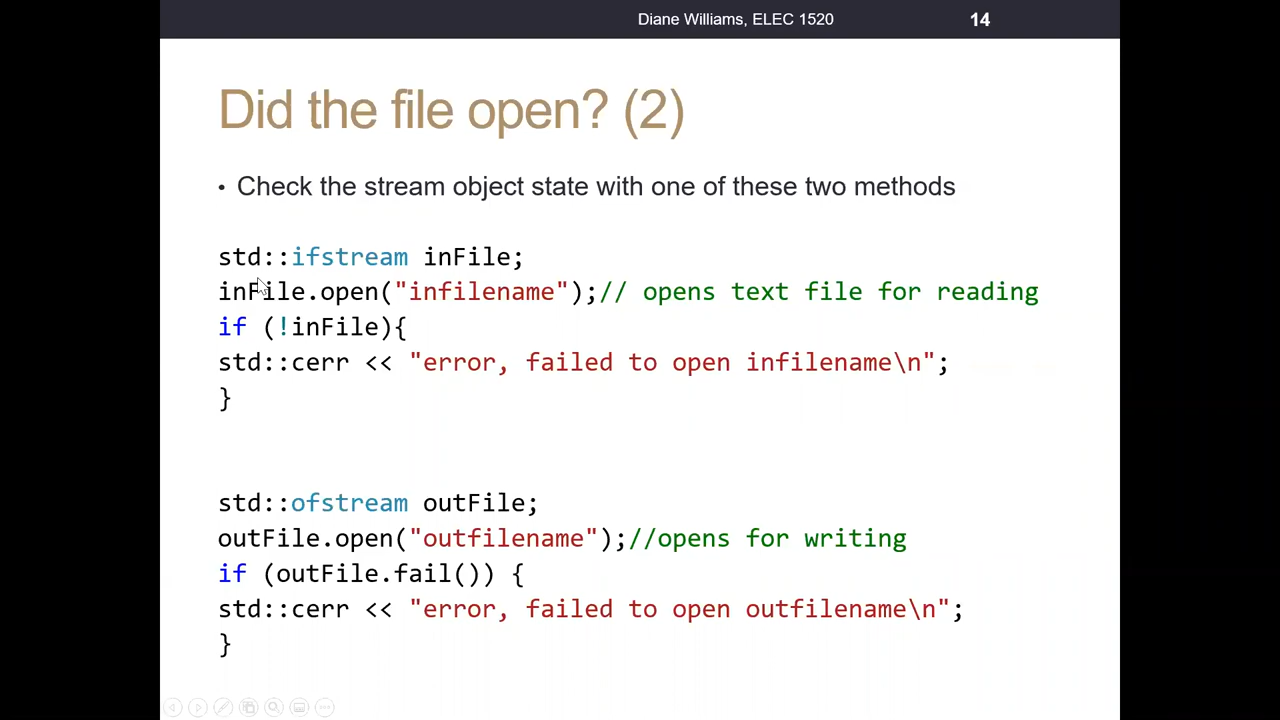 Diane Williams, ELEC 1520
14
Did the file open? (2)
• Check the stream object state with one of these two methods
std::ifstream inFile;
inFile.open("infilename");// opens text file for reading
if (!inFile){
std::cerr << "error, failed to open infilename\n";
}
std::ofstream outFile;
outFile.open("outfilename");//opens for writing
if (outFile.fail()) {
std::cerr << "error, failed to open outfilename\n";
}